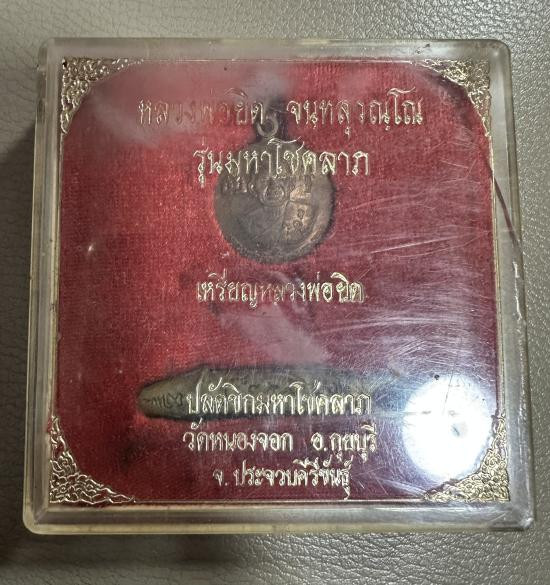 หลวงพ่อยิด จนฺทสุวณฺโณ
รุ่นมหาโชคลาภ
เหรียญหลวงพ่อยิด
ปลัดขิกมหาโชคลาภ
วัดหนองจอก อ.กุยบุรี
จ.ประจวบคีรีขันธุ์